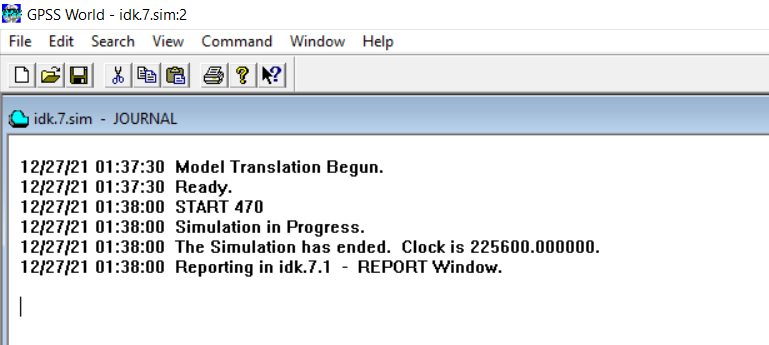 GPSS World - idk.7.sim:2
File Edit Search View Command Window Help
idk.7.sim - JOURNAL
12/27/21 01:37:30 Model Translation Begun.
12/27/21 01:37:30 Ready.
12/27/21 01:38:00 START 470
12/27/21 01:38:00 Simulation in Progress.
12/27/21 01:38:00 The Simulation has ended. Clock is 225600.000000.
12/27/21 01:38:00 Reporting in idk.7.1 - REPORT Window.